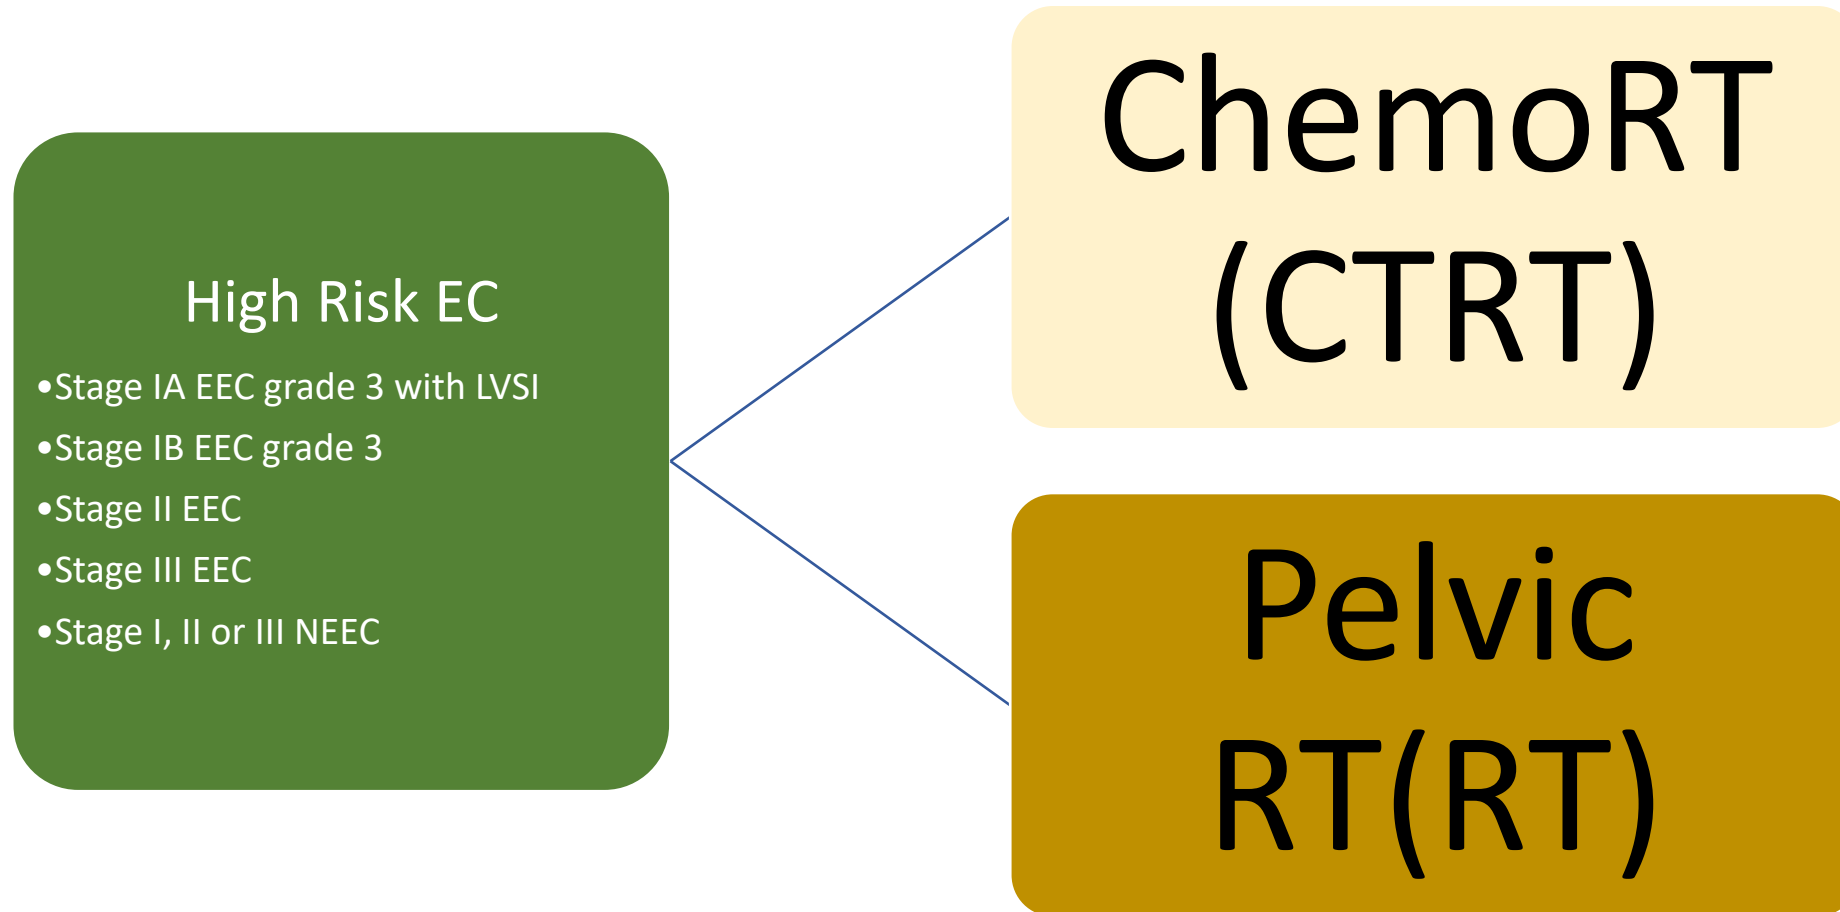 High Risk EC
•Stage IA EEC grade 3 with LVSI
•Stage IB EEC grade 3
•Stage II EEC
•Stage III EEC
•Stage I, II or III NEEC
ChemoRT
(CTRT)
Pelvic
RT(RT)